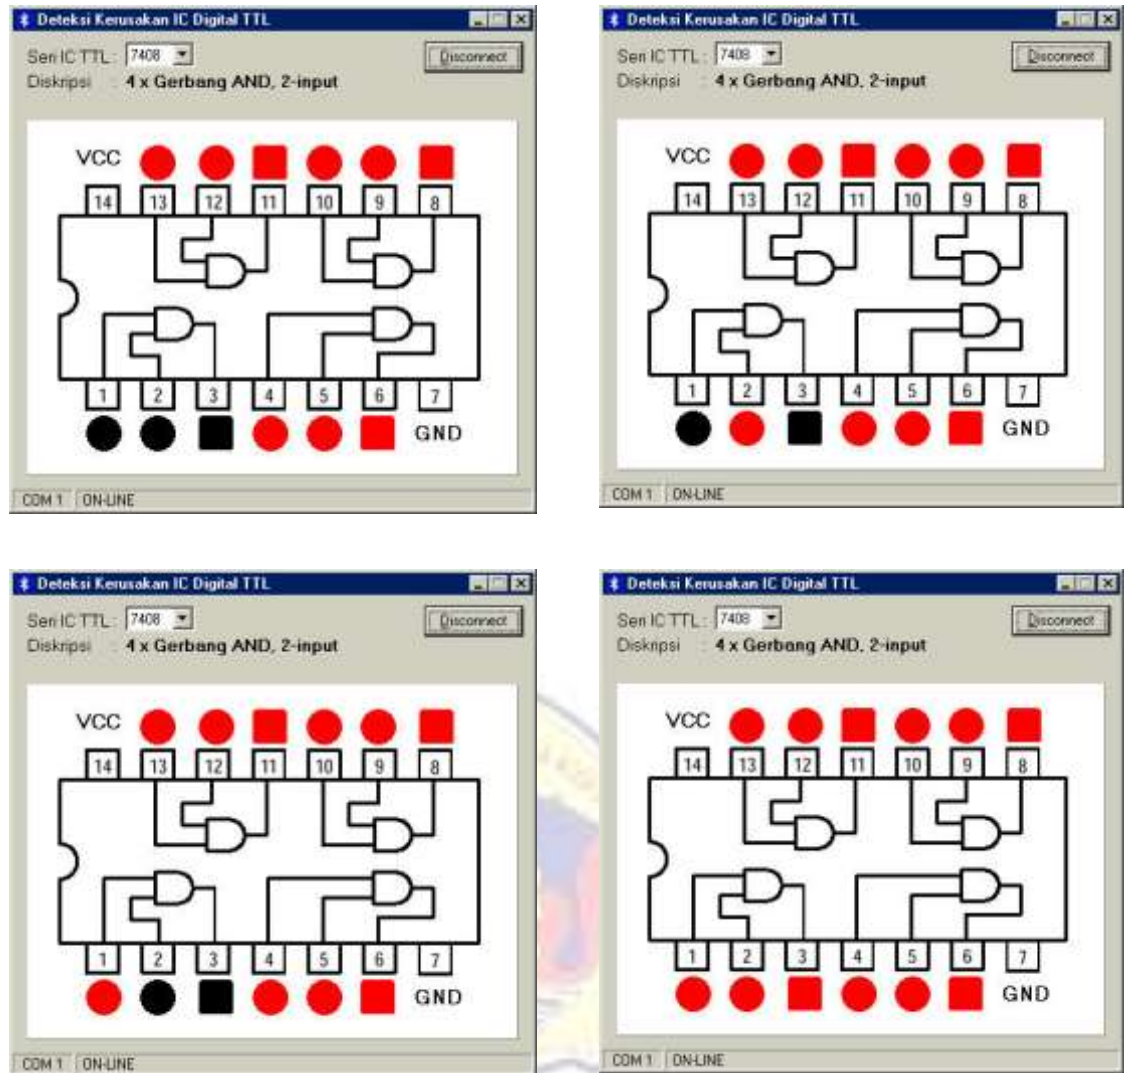 Deteksi Kerusakan IC Digital TTL
Seri IC TTL : 7408 Disconnect
Diskripsi : 4 x Gerbang AND, 2-input
VCC
14 13 12 11 10 9 8
1 2 3 4 5 6 7
GND
COM 1 ON-LINE
Deteksi Kerusakan IC Digital TTL
Seri IC TTL : 7408 Disconnect
Diskripsi : 4 x Gerbang AND, 2-input
VCC
14 13 12 11 10 9 8
1 2 3 4 5 6 7
GND
COM 1 ON-LINE
Deteksi Kerusakan IC Digital TTL
Seri IC TTL : 7408 Disconnect
Diskripsi : 4 x Gerbang AND, 2-input
VCC
14 13 12 11 10 9 8
1 2 3 4 5 6 7
GND
COM 1 ON-LINE
Deteksi Kerusakan IC Digital TTL
Seri IC TTL : 7408 Disconnect
Diskripsi : 4 x Gerbang AND, 2-input
VCC
14 13 12 11 10 9 8
1 2 3 4 5 6 7
GND
COM 1 ON-LINE